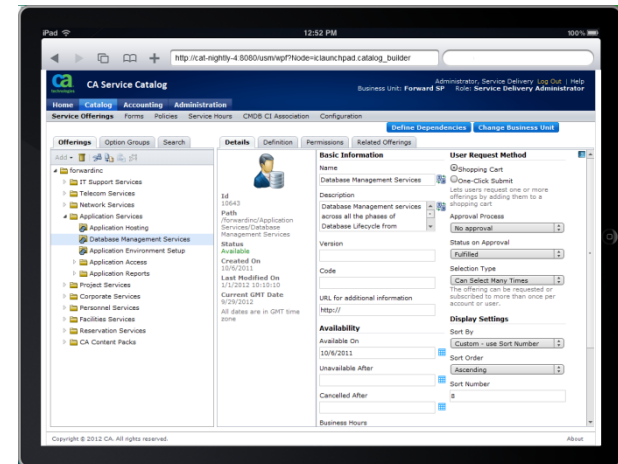 iPad
12:52 PM
100%
http://cat-nightly-4:8080/usm/wpf?Node=iclaunchpad.catalog_builder
ca
technologies
CA Service Catalog
Administrator, Service Delivery Log Out | Help
Business Unit: Forward SP Role: Service Delivery Administrator
Home Catalog Accounting Administration
Service Offerings Forms Policies Service Hours CMDB CI Association Configuration
Define Dependencies Change Business Unit
Offerings Option Groups Search
Details Definition Permissions Related Offerings
Add
forwardinc
IT Support Services
Telecom Services
Network Services
Application Services
Application Hosting
Database Management Services
Application Environment Setup
Application Access
Application Reports
Project Services
Corporate Services
Personnel Services
Facilities Services
Reservation Services
CA Content Packs
Id
10643
Path
/forwardinc/Application
Services/Database
Management Services
Status
Available
Created On
10/6/2011
Last Modified On
1/1/2012 10:10:10
Current GMT Date
9/29/2012
All dates are in GMT time
zone
Basic Information
Name
Database Management Services
Description
Database Management services
across all the phases of
Database Lifecycle from
Version
Code
URL for additional information
http://
Availability
Available On
10/6/2011
Unavailable After
Cancelled After
Business Hours
User Request Method
Shopping Cart
One-Click Submit
Lets users request one or more
offerings by adding them to a
shopping cart
Approval Process
No approval
Status on Approval
Fulfilled
Selection Type
Can Select Many Times
The offering can be requested or
subscribed to more than once per
account or user.
Display Settings
Sort By
Custom - use Sort Number
Sort Order
Ascending
Sort Number
8
Copyright © 2012 CA. All rights reserved.
About